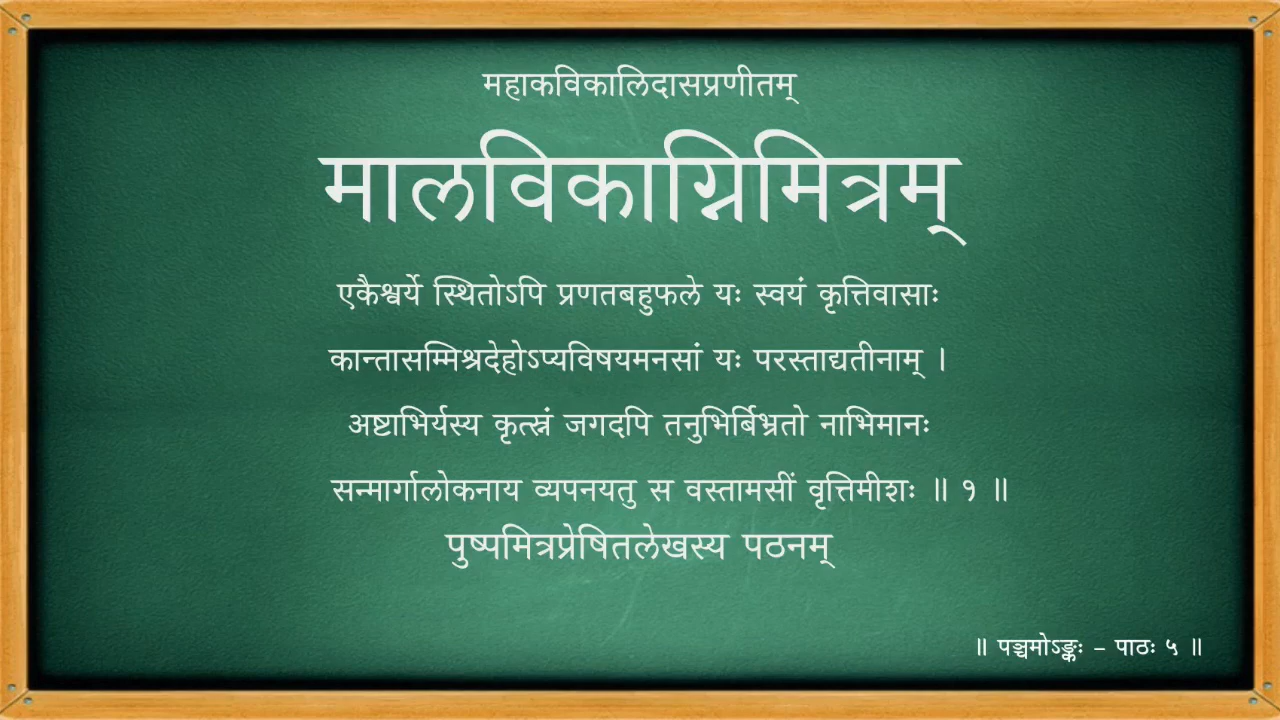 महाकविकालिदासप्रणीतम्
मालविकाग्निमित्रम्
एकैश्वर्ये स्थितोऽपि प्रणतबहुफले यः स्वयं कृत्तिवासाः
कान्तासम्मिश्रदेहोऽप्यविषयमनसां यः परस्ताद्यतीनाम् ।
अष्टाभिर्यस्य कृत्स्नं जगदपि तनुभिर्बिभ्रतो नाभिमानः
सन्मार्गालोकनाय व्यपनयतु स वस्तामसीं वृत्तिमीशः ॥ १ ॥
पुष्पमित्रप्रेषितलेखस्य पठनम्
॥ पञ्चमोऽङ्कः – पाठः ५ ॥